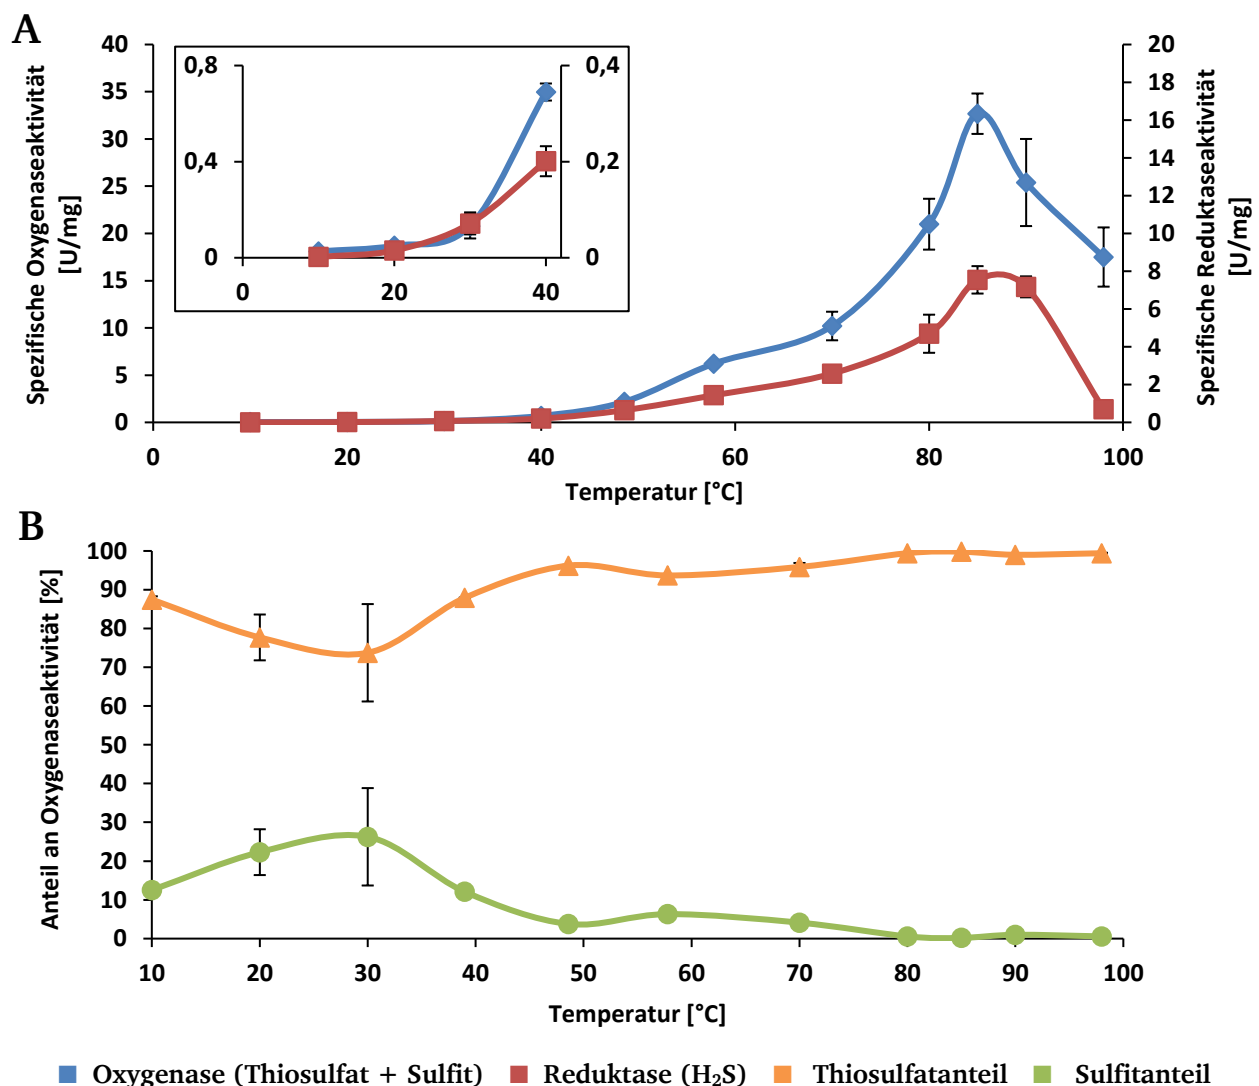 A
Spezifische Oxygenaseaktivität
[U/mg]
40
35
30
25
20
15
10
5
0
0,8
0,4
0
0,4
0,2
0
0 20 40
20
18
16
14
12
10
8
6
4
2
0
Spezifische Reduktaseaktivität
[U/mg]
0 20 40 60 80 100
Temperatur [°C]
B
Anteil an Oxygenaseaktivität [%]
100
90
80
70
60
50
40
30
20
10
0
10 20 30 40 50 60 70 80 90 100
Temperatur [°C]
Oxygenase (Thiosulfat + Sulfit) Reduktase (H₂S) Thiosulfatanteil Sulfitanteil